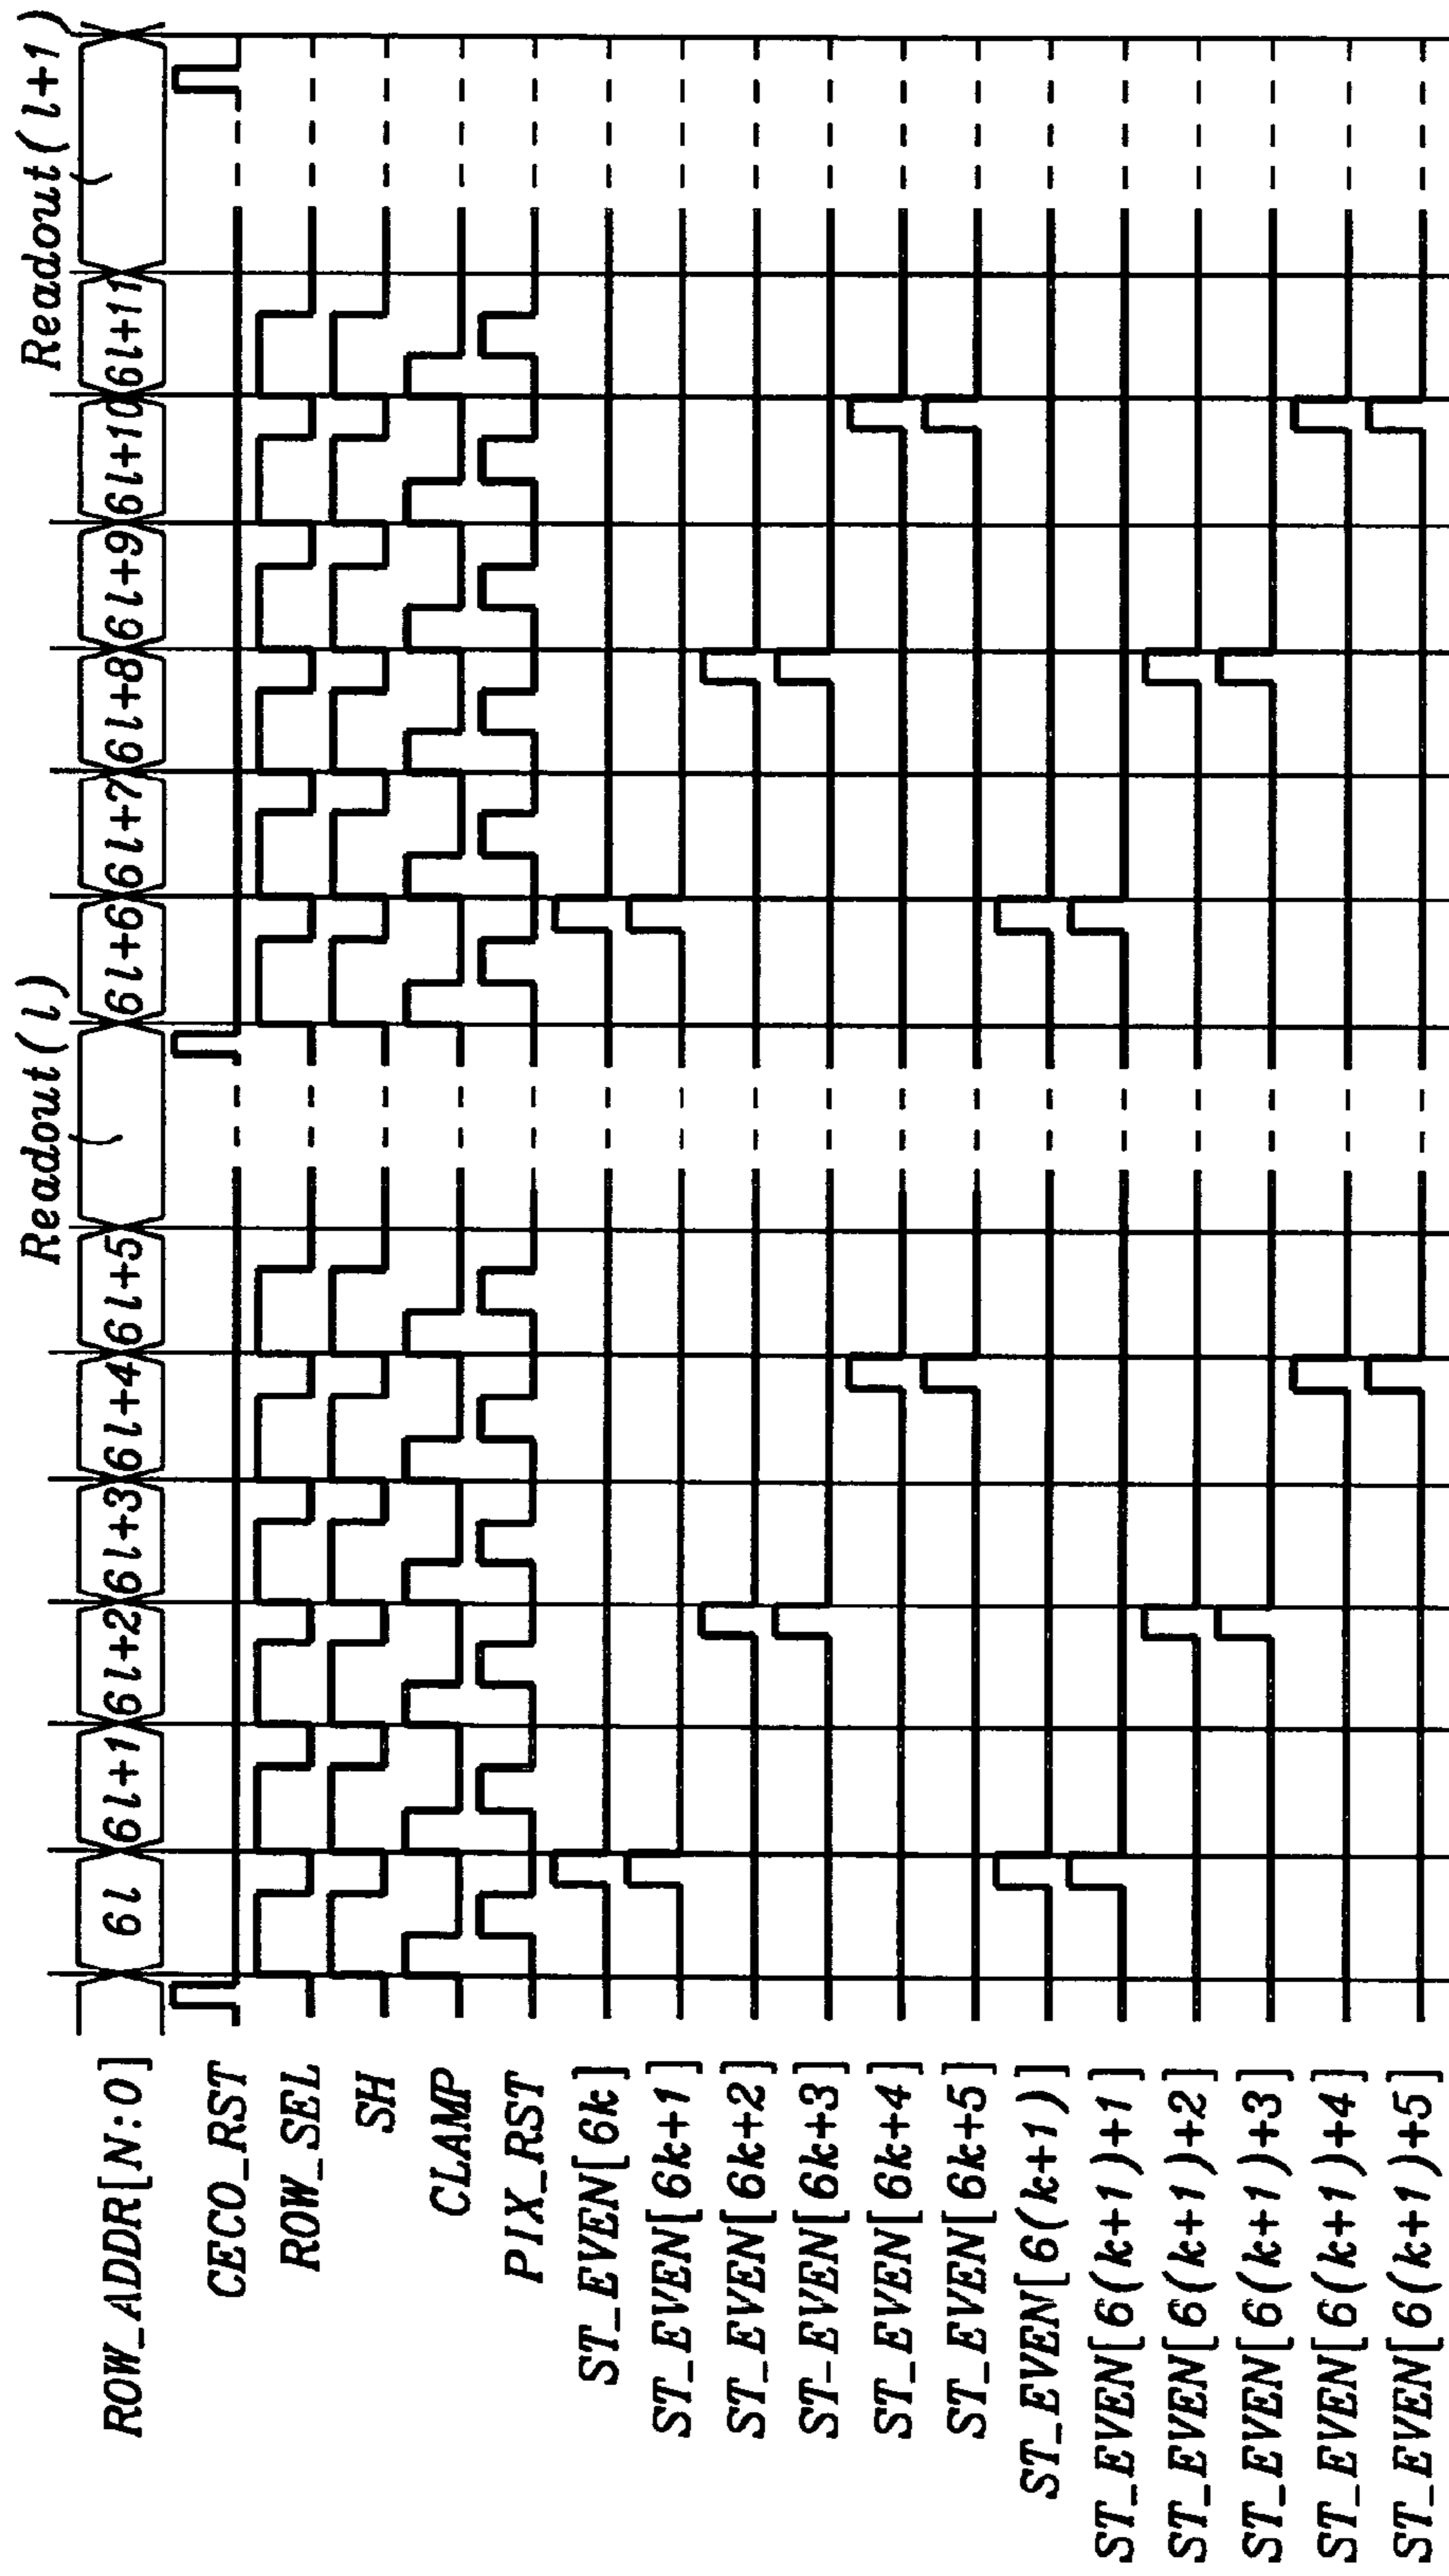 ROW_ADDR[N:0]
6l
6l+1
6l+2
6l+3
6l+4
6l+5
Readout(l)
6l+6
6l+7
6l+8
6l+9
6l+10
6l+11
Readout(l+1)
CECO_RST
ROW_SEL
SH
CLAMP
PIX_RST
ST_EVEN[6k]
ST_EVEN[6k+1]
ST_EVEN[6k+2]
ST-EVEN[6k+3]
ST_EVEN[6k+4]
ST_EVEN[6k+5]
ST_EVEN[6(k+1)]
ST_EVEN[6(k+1)+1]
ST_EVEN[6(k+1)+2]
ST_EVEN[6(k+1)+3]
ST_EVEN[6(k+1)+4]
ST_EVEN[6(k+1)+5]